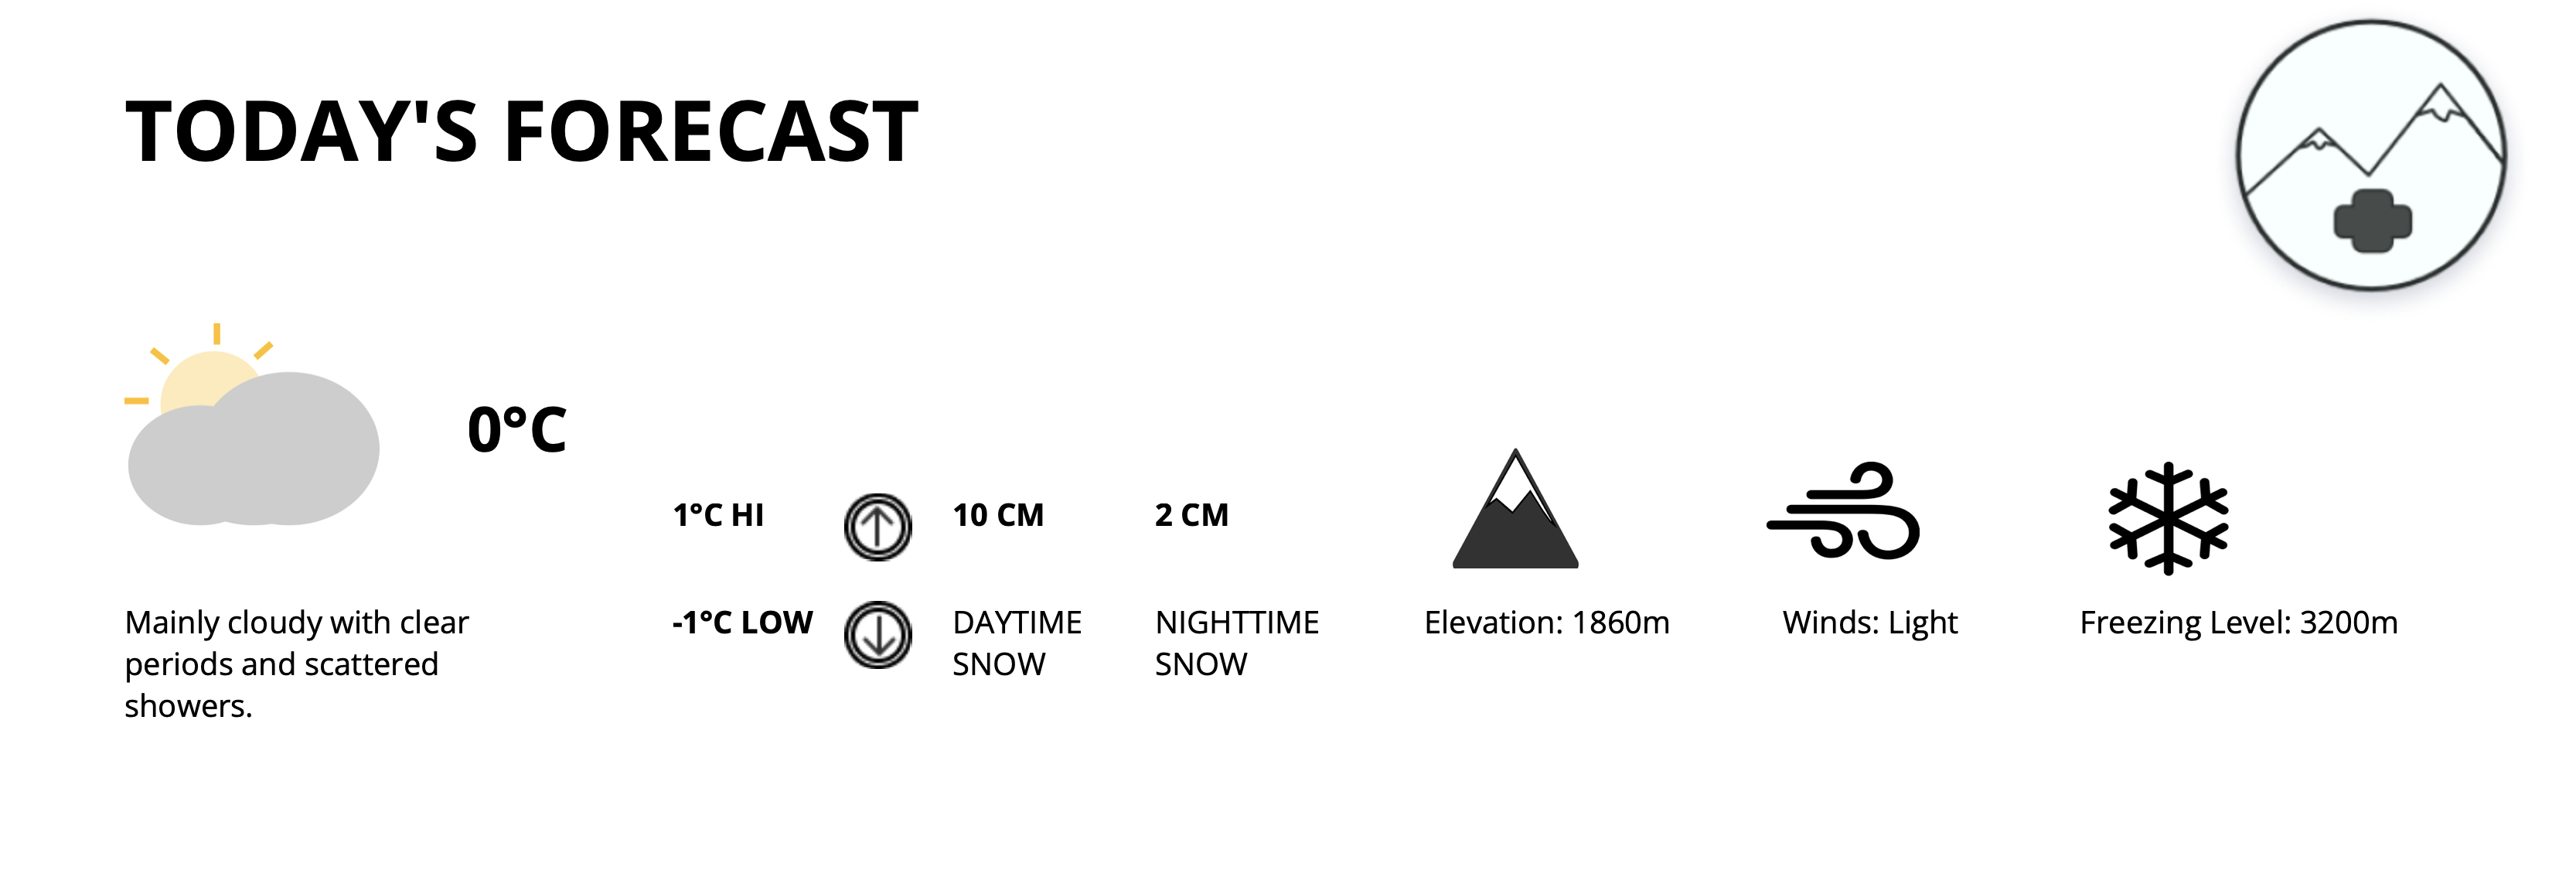 TODAY'S FORECAST
0°C
1°C HI
10 CM
2 CM
-1°C LOW
DAYTIME
SNOW
NIGHTTIME
SNOW
Elevation: 1860m
Winds: Light
Freezing Level: 3200m
Mainly cloudy with clear
periods and scattered
showers.